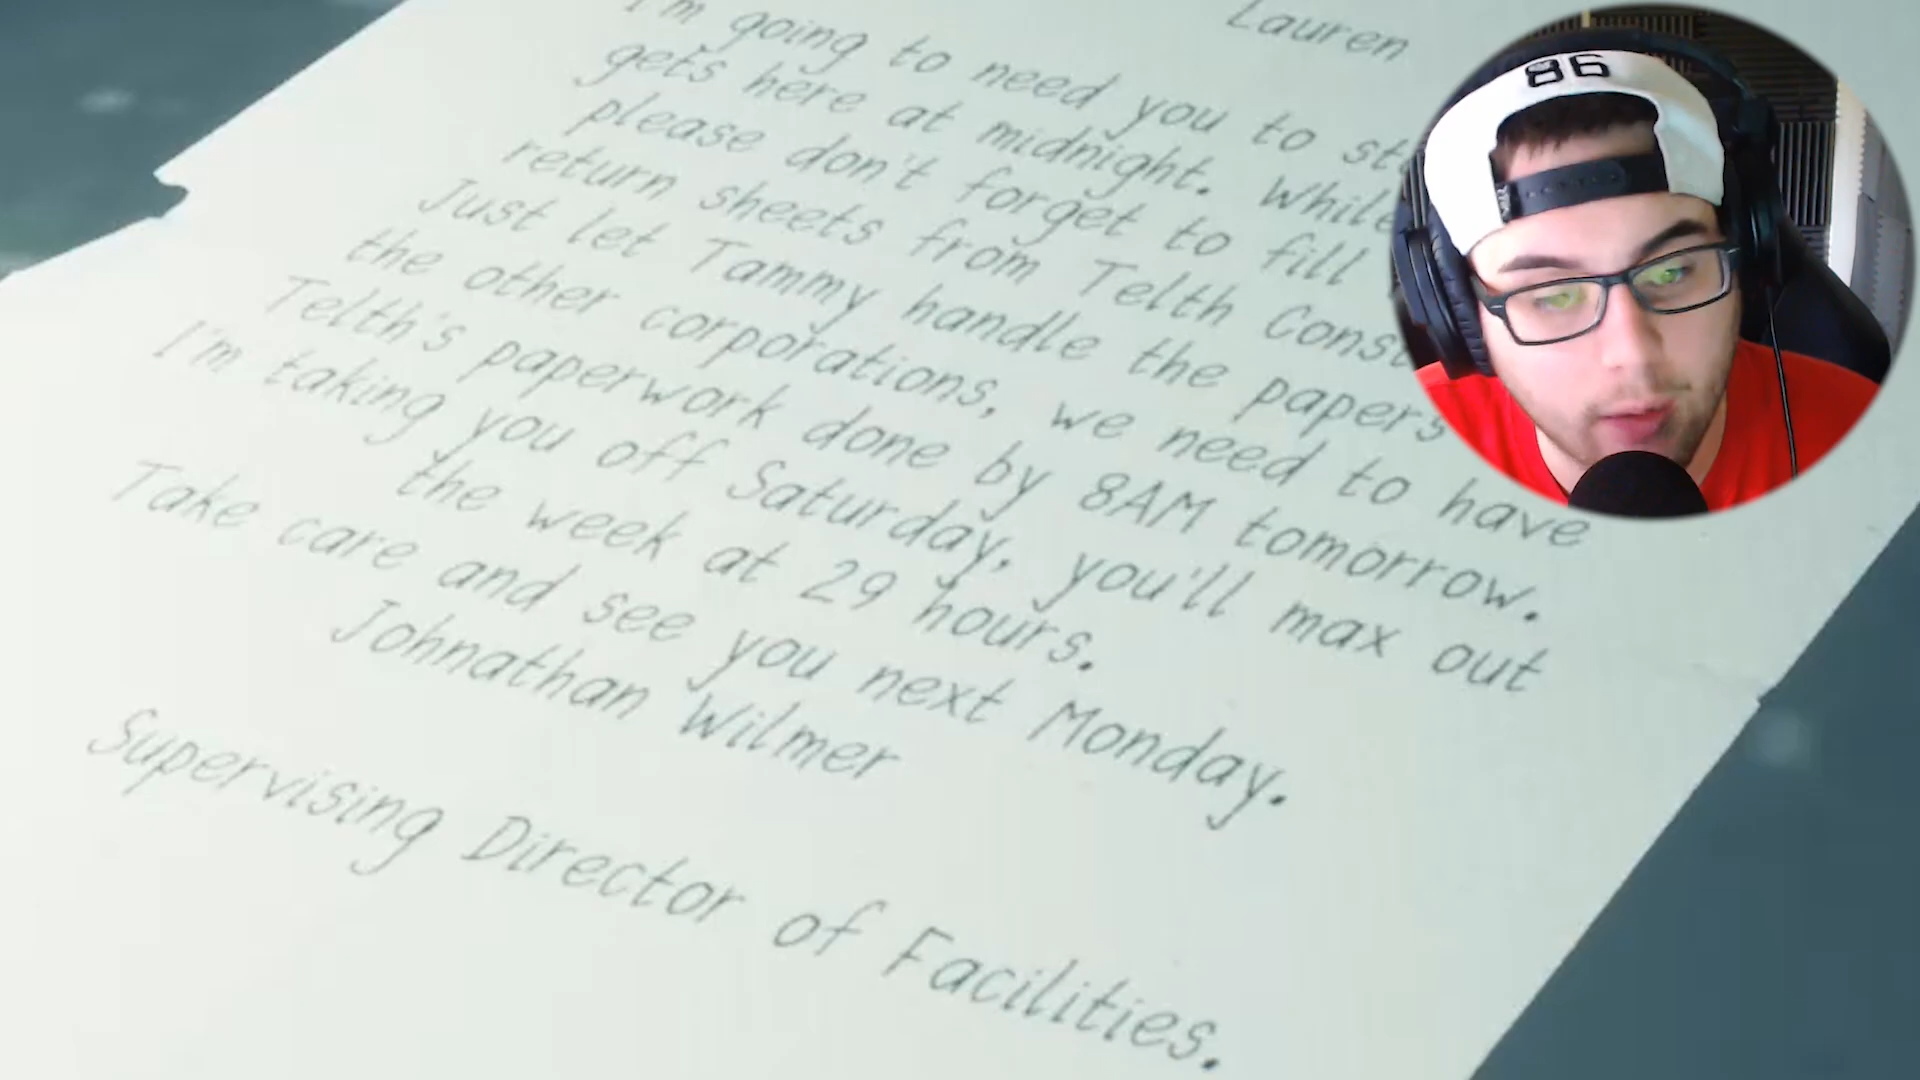 Lauren
I'm going to need you to
gets here at midnight. While
please don't forget to fill
return sheets from Telth
Just let Tammy handle the papers
the other corporations, we need to have
Telth's paperwork done by 8AM tomorrow.
I'm taking you off Saturday, you'll max out
the week at 29 hours.
Take care and see you next Monday.
Johnathan Wilmer
Supervising Director of Facilities.
86